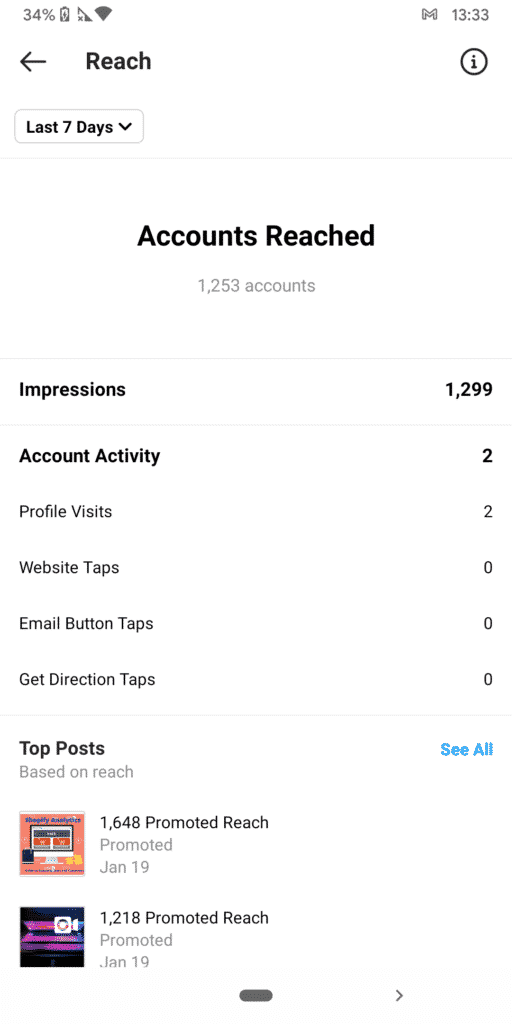 34% 13:33
Reach
Last 7 Days
Accounts Reached
1,253 accounts
Impressions 1,299
Account Activity 2
Profile Visits 2
Website Taps 0
Email Button Taps 0
Get Direction Taps 0
Top Posts See All
Based on reach
Shopify Analytics
1,648 Promoted Reach
Promoted
Jan 19
1,218 Promoted Reach
Promoted
Jan 19